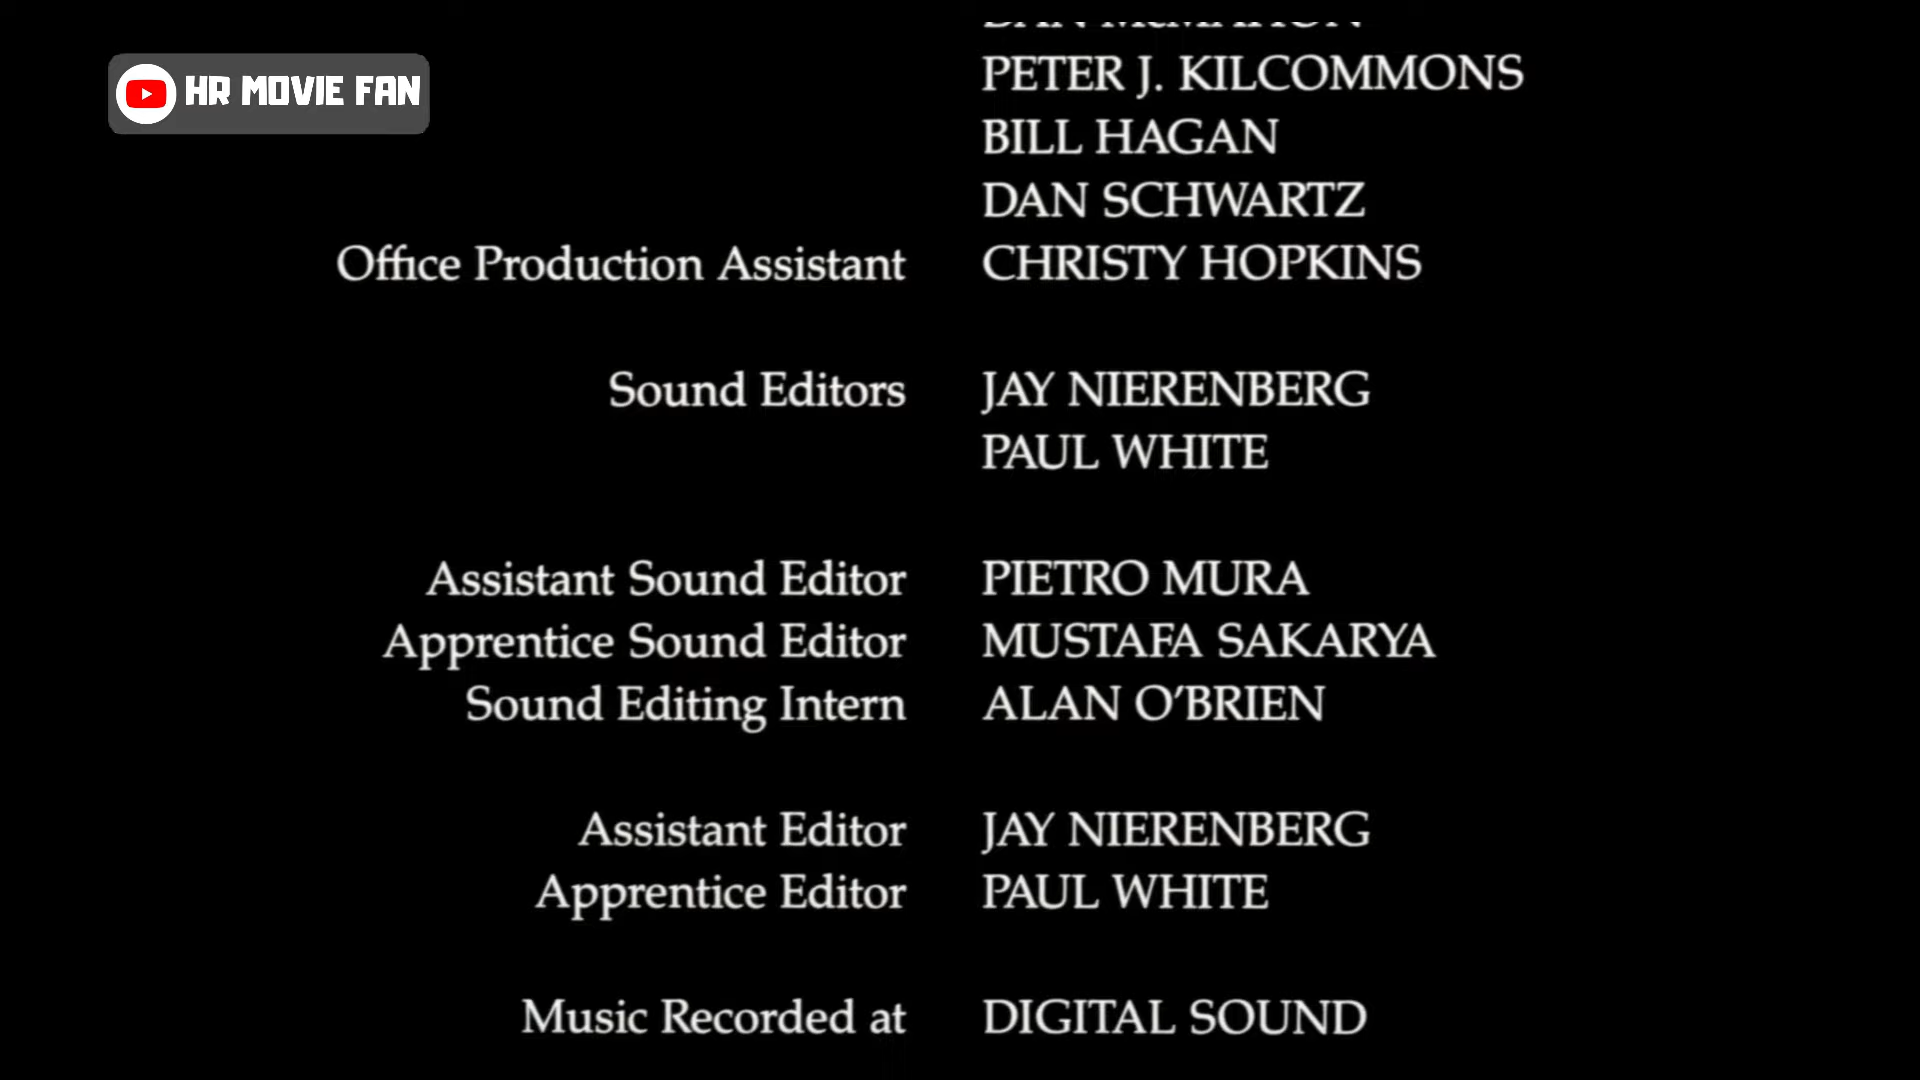 DAN McMAHON
HR MOVIE FAN
PETER J. KILCOMMONS
BILL HAGAN
DAN SCHWARTZ
Office Production Assistant CHRISTY HOPKINS
Sound Editors JAY NIERENBERG
PAUL WHITE
Assistant Sound Editor PIETRO MURA
Apprentice Sound Editor MUSTAFA SAKARYA
Sound Editing Intern ALAN O'BRIEN
Assistant Editor JAY NIERENBERG
Apprentice Editor PAUL WHITE
Music Recorded at DIGITAL SOUND